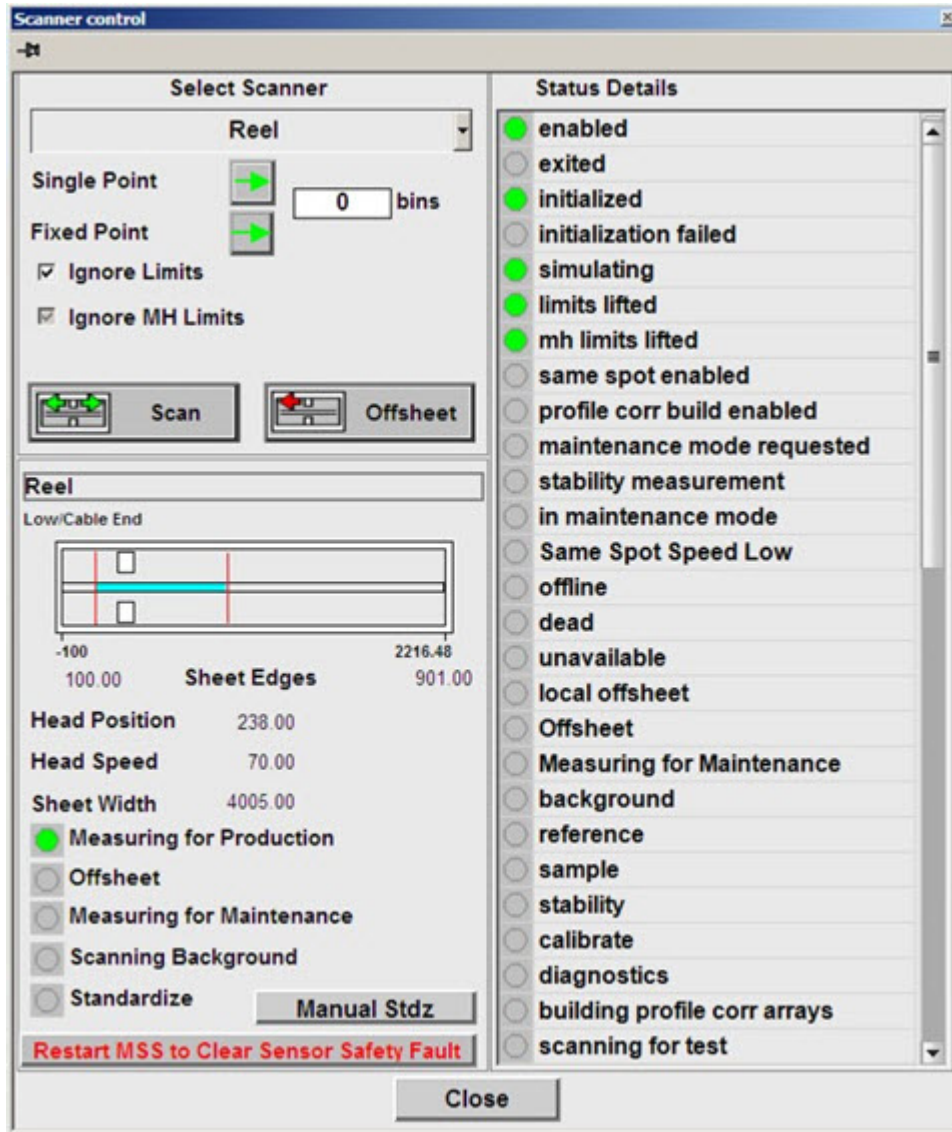 Scanner control
Select Scanner
Reel
Single Point
0 bins
Fixed Point
Ignore Limits
Ignore MH Limits
Scan
Offsheet
Reel
Low/Cable End
-100 2216.48
100.00 Sheet Edges 901.00
Head Position 238.00
Head Speed 70.00
Sheet Width 4005.00
Measuring for Production
Offsheet
Measuring for Maintenance
Scanning Background
Standardize
Manual Stdz
Restart MSS to Clear Sensor Safety Fault
Status Details
enabled
exited
initialized
initialization failed
simulating
limits lifted
mh limits lifted
same spot enabled
profile corr build enabled
maintenance mode requested
stability measurement
in maintenance mode
Same Spot Speed Low
offline
dead
unavailable
local offsheet
Offsheet
Measuring for Maintenance
background
reference
sample
stability
calibrate
diagnostics
building profile corr arrays
scanning for test
Close